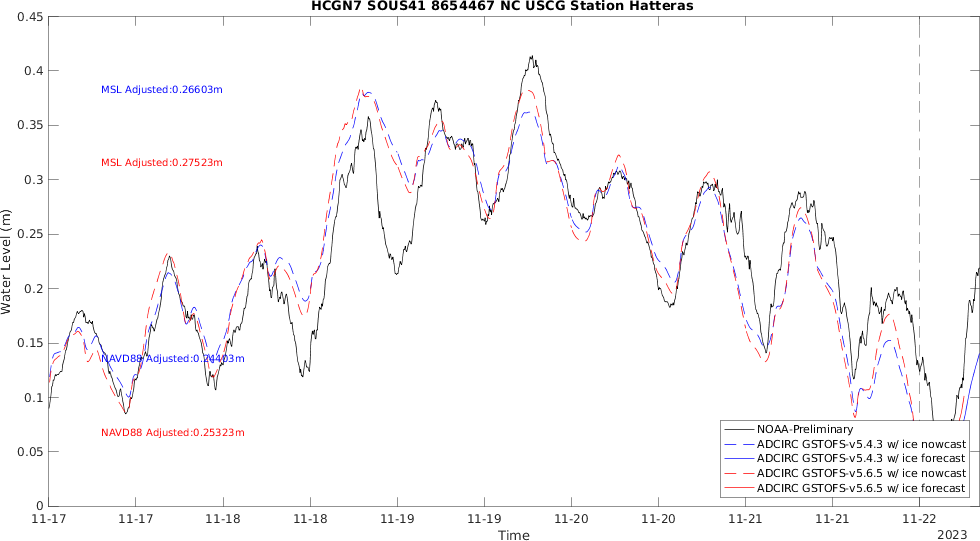 HCGN7 SOUS41 8654467 NC USCG Station Hatteras
0.45
0.4
0.35
0.3
0.25
0.2
0.15
0.1
0.05
0
Water Level (m)
MSL Adjusted:0.26603m
MSL Adjusted:0.27523m
NAVD88 Adjusted:0.24403m
NAVD88 Adjusted:0.25323m
NOAA-Preliminary
ADCIRC GSTOFS-v5.4.3 w/ ice nowcast
ADCIRC GSTOFS-v5.4.3 w/ ice forecast
ADCIRC GSTOFS-v5.6.5 w/ ice nowcast
ADCIRC GSTOFS-v5.6.5 w/ ice forecast
11-17 11-17 11-18 11-18 11-19 11-19 11-20 11-20 11-21 11-21 11-22
Time
2023